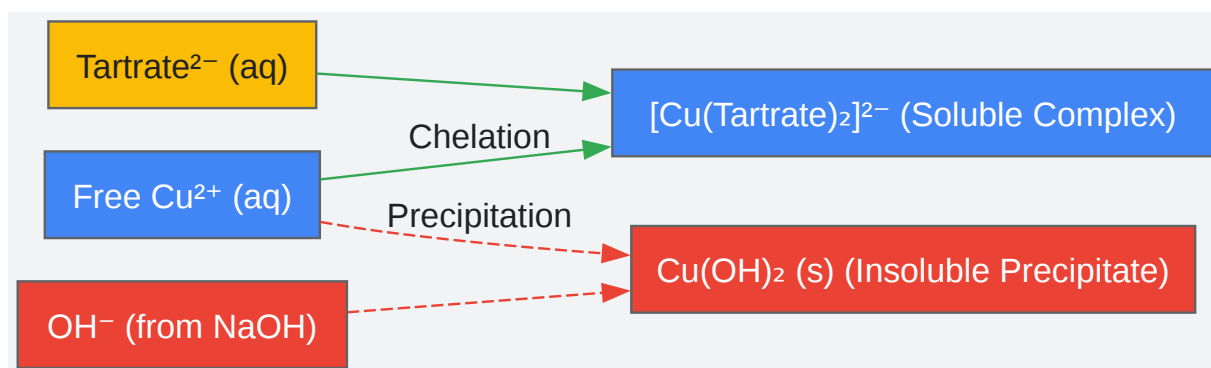 Tartrate²⁻ (aq)
[Cu(Tartrate)₂]²⁻ (Soluble Complex)
Chelation
Free Cu²⁺ (aq)
Precipitation
Cu(OH)₂ (s) (Insoluble Precipitate)
OH⁻ (from NaOH)